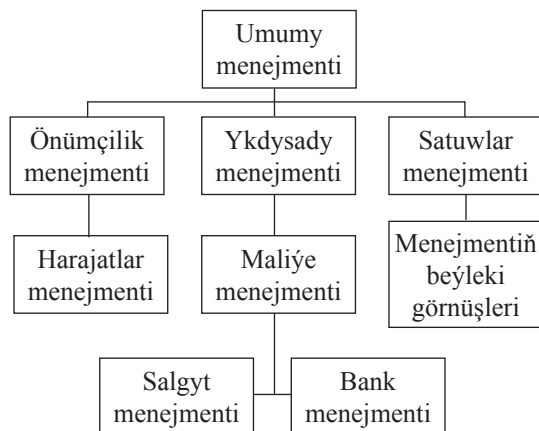 Umumy
menejmenti
Önümçilik
menejmenti
Ykdysady
menejmenti
Satuwlar
menejmenti
Harajatlar
menejmenti
Maliýe
menejmenti
Menejmentiň
beýleki
görnüşleri
Salgyt
menejmenti
Bank
menejmenti